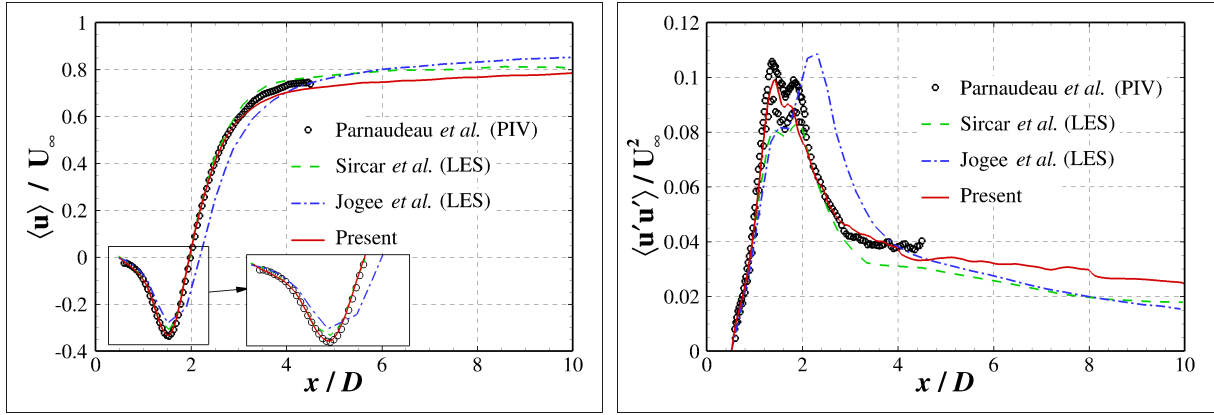 1
0.8
0.6
0.4
0.2
0
-0.2
-0.4
⟨u⟩ / U∞
Parnaudeau et al. (PIV)
Sircar et al. (LES)
Jogee et al. (LES)
Present
0 2 4 6 8 10
x / D
0.12
0.10
0.08
0.06
0.04
0.02
0
⟨u′u′⟩ / U²∞
Parnaudeau et al. (PIV)
Sircar et al. (LES)
Jogee et al. (LES)
Present
0 2 4 6 8 10
x / D